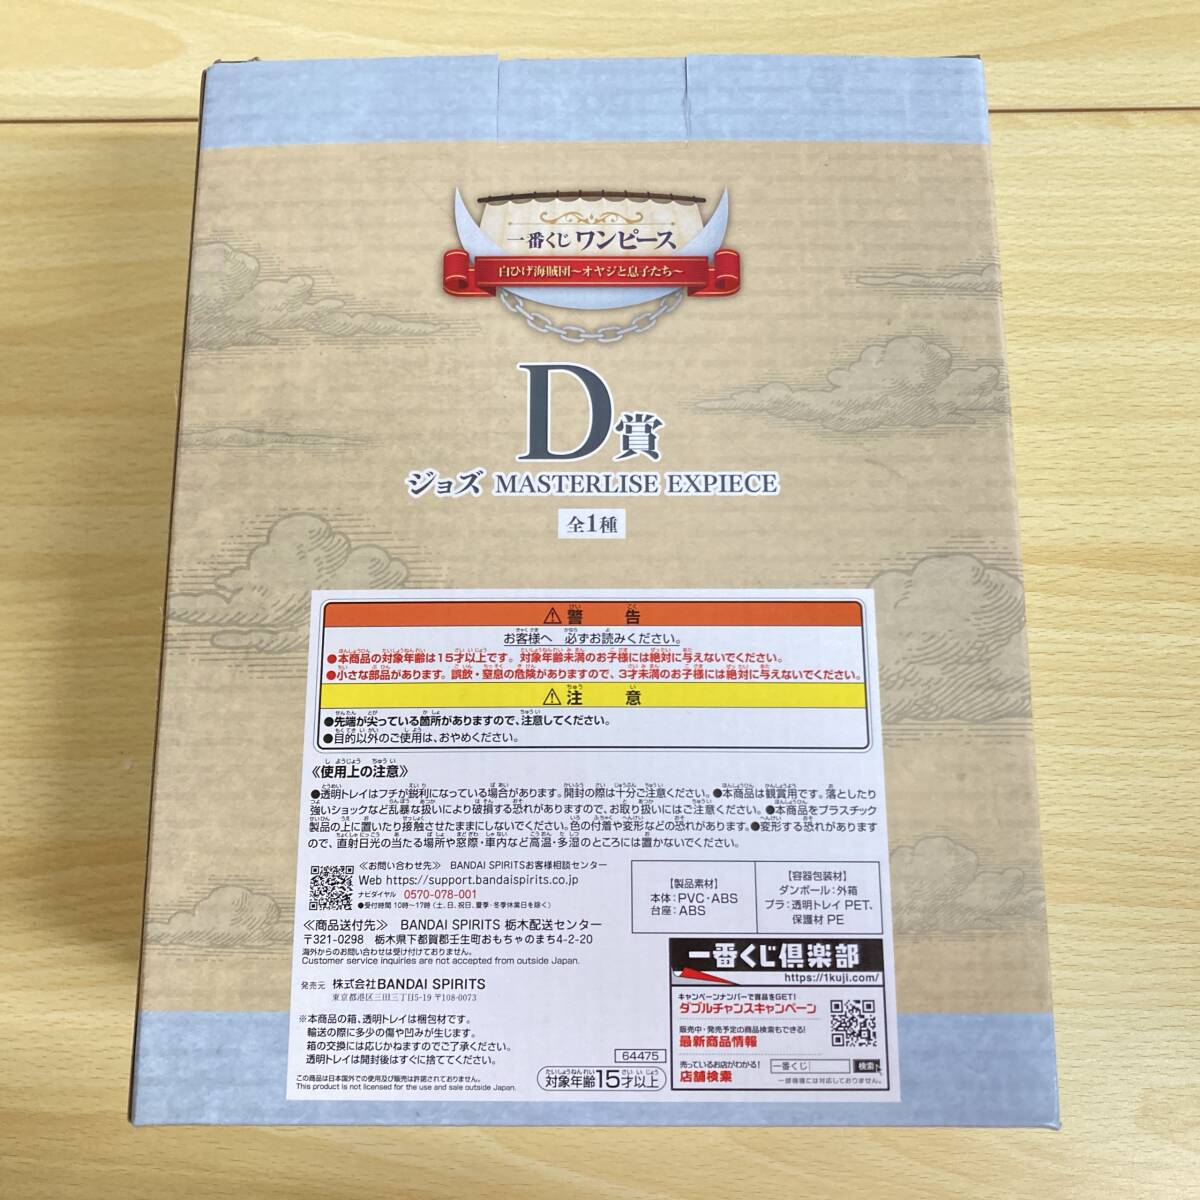 一番くじ ワンピース
白ひげ海賊団～オヤジと息子たち～
D賞
ジョズ MASTERLISE EXPIECE
全1種
⚠警告
お客様へ 必ずお読みください。
●本商品の対象年齢は15才以上です。対象年齢未満のお子様には絶対に与えないでください。
●小さな部品があります。誤飲・窒息の危険がありますので、3才未満のお子様には絶対に与えないでください。
⚠注意
●先端が尖っている箇所がありますので、注意してください。
●目的以外のご使用は、おやめください。
《使用上の注意》
●透明トレイはフチが鋭利になっている場合があります。開封の際は十分ご注意ください。●本商品は観賞用です。落としたり
強いショックなど乱暴な扱いにより破損する恐れがありますので、お取り扱いにはご注意ください。●本商品をプラスチック
製品の上に置いたり接触させたままにしないでください。色の付着や変形などの恐れがあります。●変形する恐れがあります
ので、直射日光の当たる場所や窓際・車内など高温・多湿のところには置かないでください。
≪お問い合わせ先≫ BANDAI SPIRITSお客様相談センター
Web https://support.bandaispirits.co.jp
ナビダイヤル 0570-078-001
●受付時間 10時～17時(土、日、祝日、夏季・冬季休業日を除く)
≪商品送付先≫ BANDAI SPIRITS 栃木配送センター
〒321-0298 栃木県下都賀郡壬生町おもちゃのまち4-2-20
海外からのお問い合わせは受け付けておりません。
Customer service inquiries are not accepted from outside Japan.
発売元 株式会社BANDAI SPIRITS
東京都港区三田三丁目5-19 〒108-0073
※本商品の箱、透明トレイは梱包材です。
輸送の際に多少の傷や凹みが生じます。
箱の交換には応じかねますのでご了承ください。
透明トレイは開封後はすぐに捨ててください。
この商品は日本国外での使用及び販売は許諾されておりません。
This product is not licensed for the use and sale outside Japan.
64475
対象年齢15才以上
【製品素材】
本体:PVC・ABS
台座:ABS
【容器包装材】
ダンボール:外箱
プラ:透明トレイ PET、
保護材 PE
一番くじ倶楽部
https://1kuji.com/
キャンペーンナンバーで賞品をGET!
ダブルチャンスキャンペーン
販売中・発売予定の商品検索もできる!
最新商品情報
売っているお店がわかる!
店舗検索
一番くじ 検索
一部機種には対応しておりません。